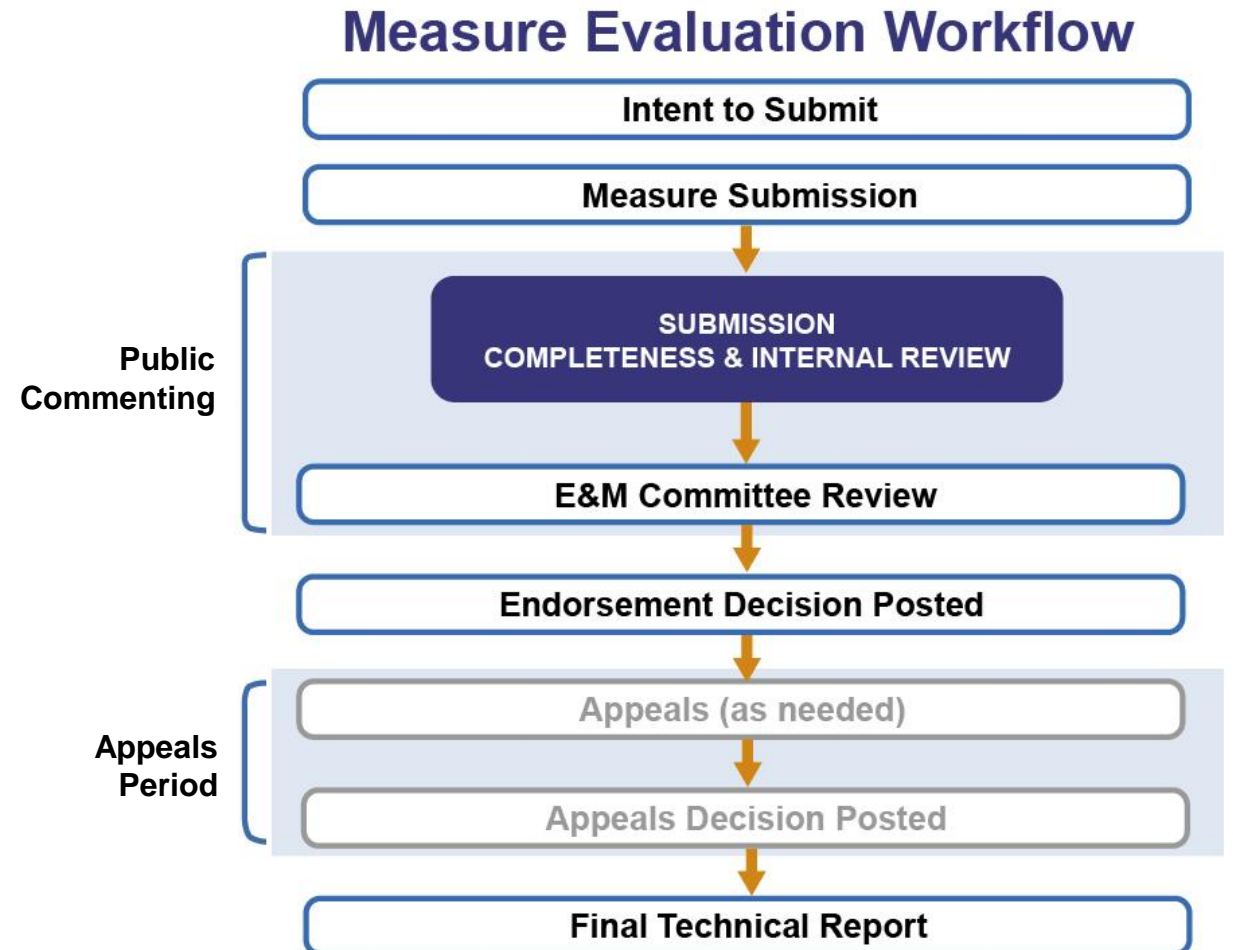 Measure Evaluation Workflow
Intent to Submit
Measure Submission
Public
Commenting
SUBMISSION
COMPLETENESS & INTERNAL REVIEW
E&M Committee Review
Endorsement Decision Posted
Appeals
Period
Appeals (as needed)
Appeals Decision Posted
Final Technical Report